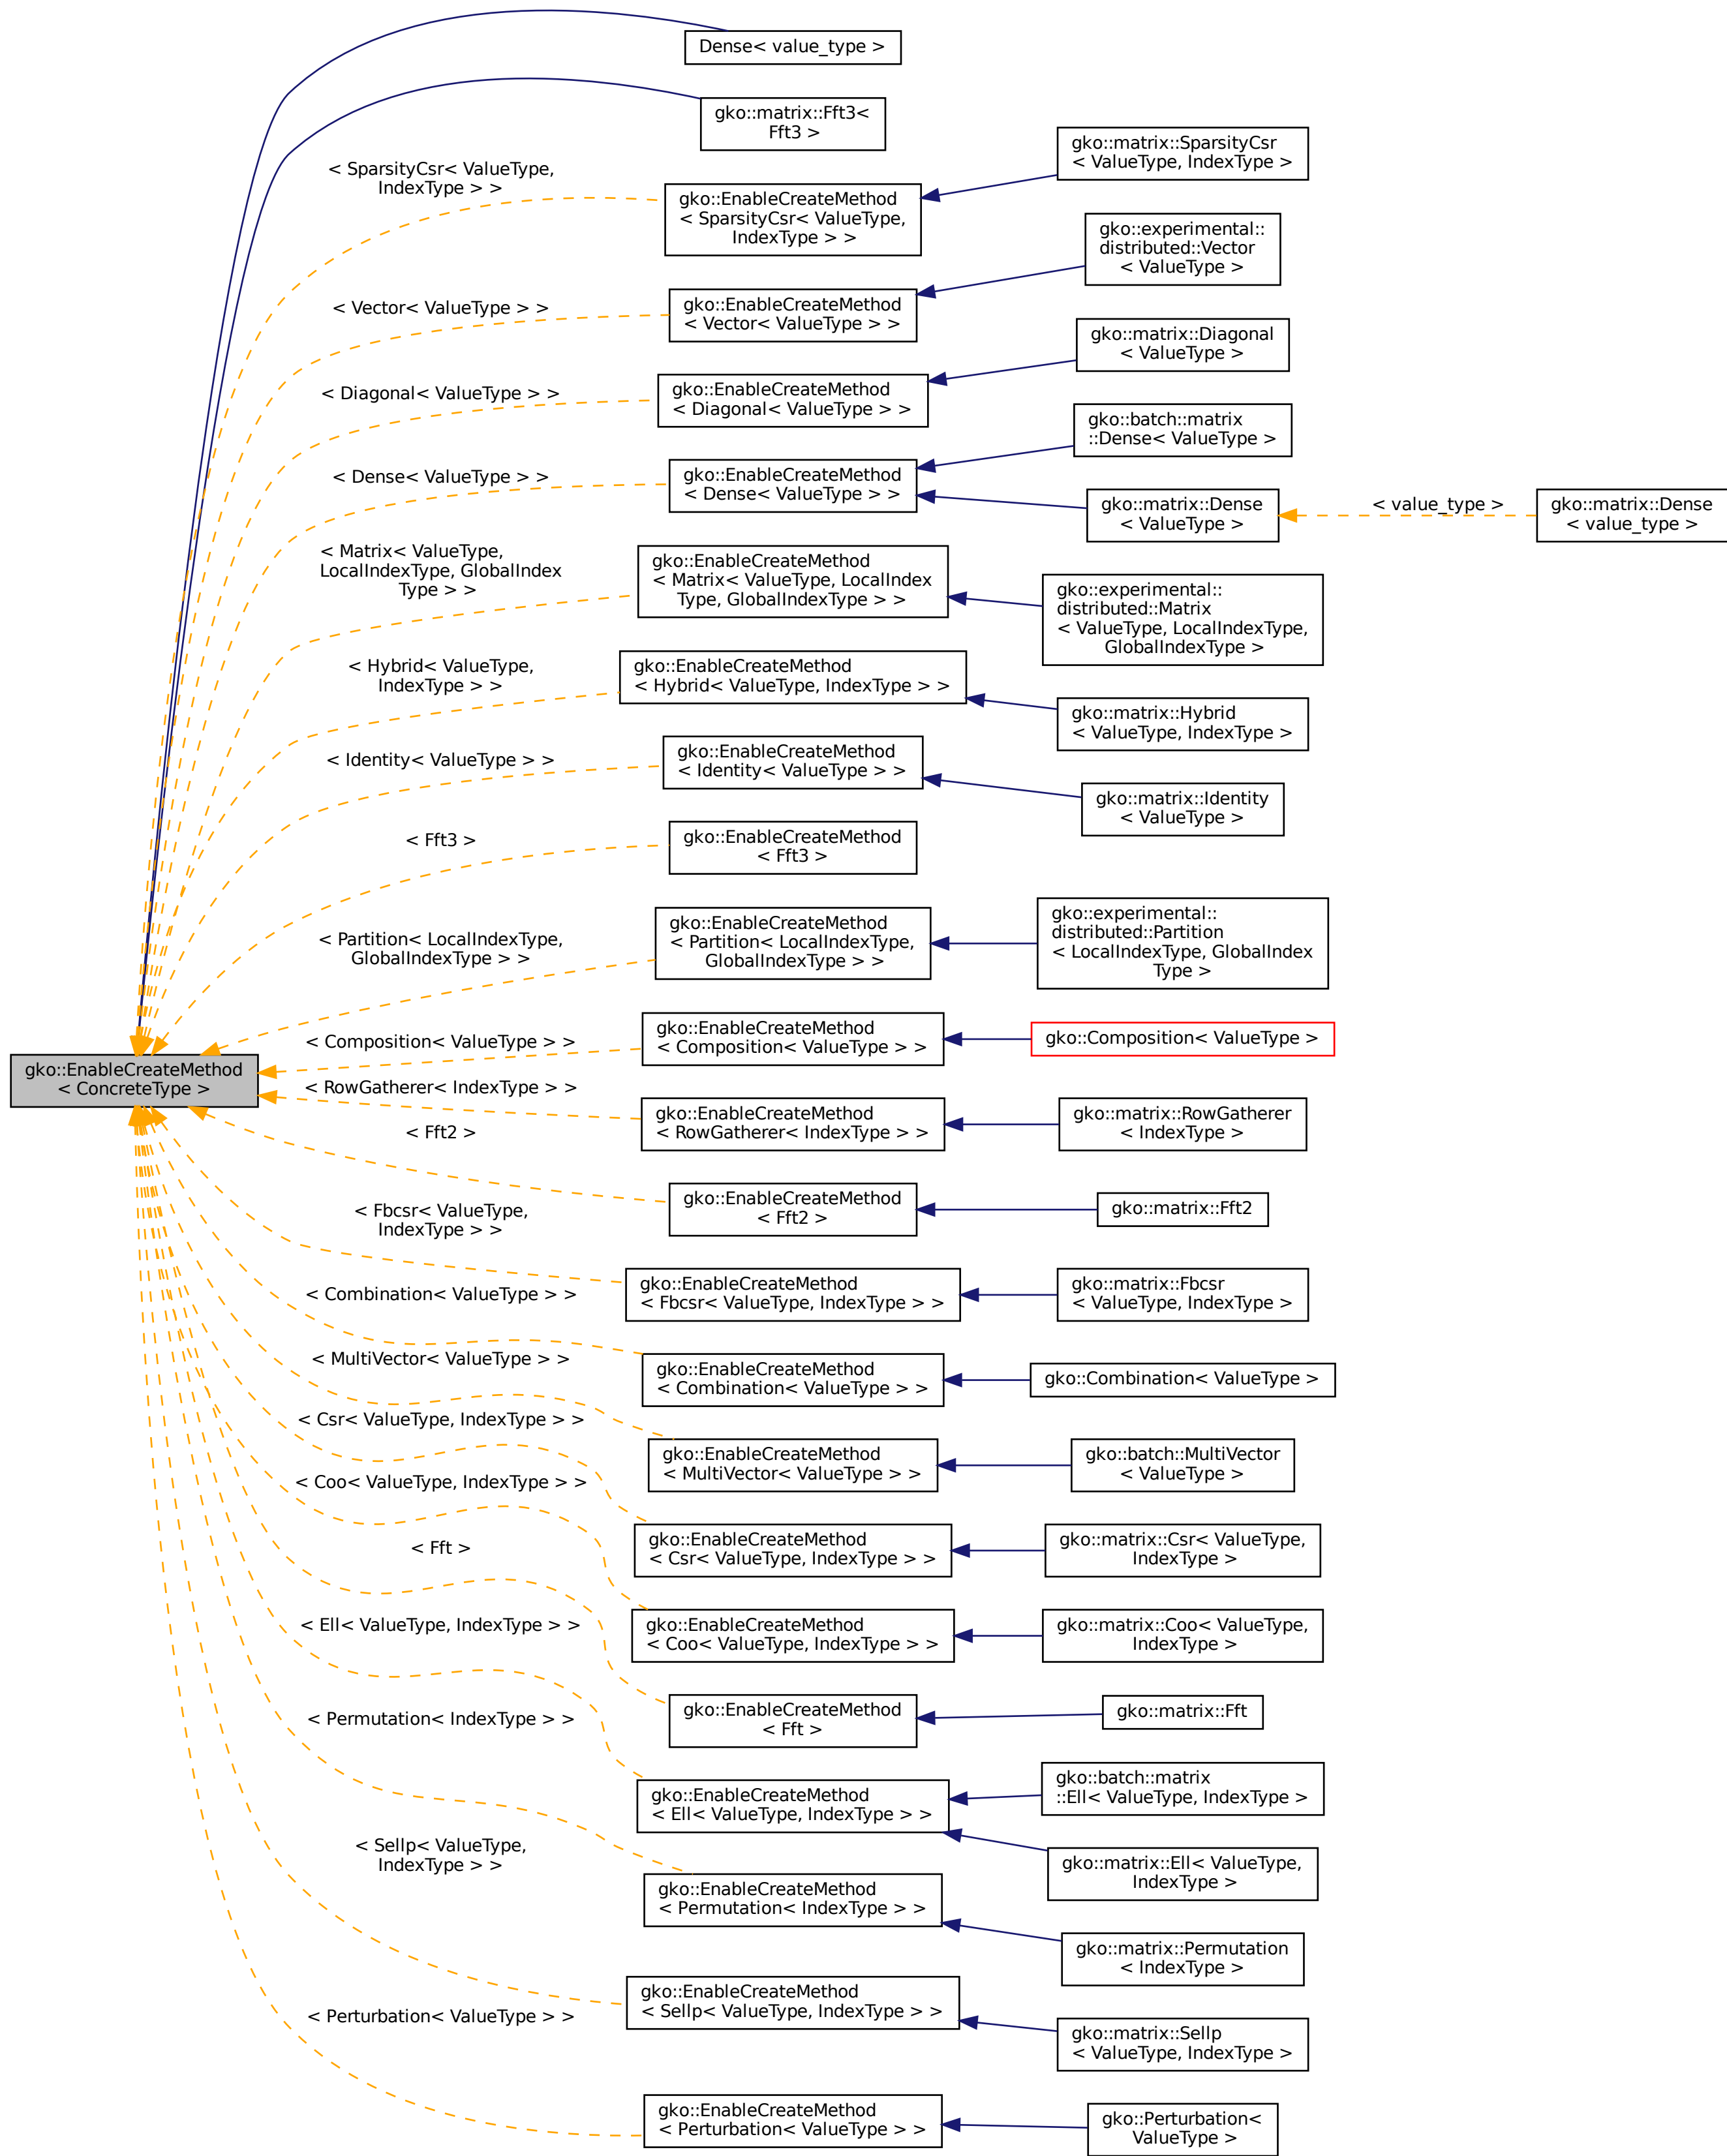 Dense< value_type >
gko::matrix::Fft3<
Fft3 >
< SparsityCsr< ValueType,
IndexType > >
gko::EnableCreateMethod
< SparsityCsr< ValueType,
IndexType > >
gko::matrix::SparsityCsr
< ValueType, IndexType >
< Vector< ValueType > >
gko::EnableCreateMethod
< Vector< ValueType > >
gko::experimental::
distributed::Vector
< ValueType >
< Diagonal< ValueType > >
gko::EnableCreateMethod
< Diagonal< ValueType > >
gko::matrix::Diagonal
< ValueType >
< Dense< ValueType > >
gko::EnableCreateMethod
< Dense< ValueType > >
gko::batch::matrix
::Dense< ValueType >
gko::matrix::Dense
< ValueType >
< value_type >
gko::matrix::Dense
< value_type >
< Matrix< ValueType,
LocalIndexType, GlobalIndex
Type > >
gko::EnableCreateMethod
< Matrix< ValueType, LocalIndex
Type, GlobalIndexType > >
gko::experimental::
distributed::Matrix
< ValueType, LocalIndexType,
GlobalIndexType >
< Hybrid< ValueType,
IndexType > >
gko::EnableCreateMethod
< Hybrid< ValueType, IndexType > >
gko::matrix::Hybrid
< ValueType, IndexType >
< Identity< ValueType > >
gko::EnableCreateMethod
< Identity< ValueType > >
gko::matrix::Identity
< ValueType >
< Fft3 >
gko::EnableCreateMethod
< Fft3 >
< Partition< LocalIndexType,
GlobalIndexType > >
gko::EnableCreateMethod
< Partition< LocalIndexType,
GlobalIndexType > >
gko::experimental::
distributed::Partition
< LocalIndexType, GlobalIndex
Type >
gko::EnableCreateMethod
< ConcreteType >
< Composition< ValueType > >
gko::EnableCreateMethod
< Composition< ValueType > >
gko::Composition< ValueType >
< RowGatherer< IndexType > >
gko::EnableCreateMethod
< RowGatherer< IndexType > >
gko::matrix::RowGatherer
< IndexType >
< Fft2 >
gko::EnableCreateMethod
< Fft2 >
gko::matrix::Fft2
< Fbcsr< ValueType,
IndexType > >
gko::EnableCreateMethod
< Fbcsr< ValueType, IndexType > >
gko::matrix::Fbcsr
< ValueType, IndexType >
< Combination< ValueType > >
gko::EnableCreateMethod
< Combination< ValueType > >
gko::Combination< ValueType >
< MultiVector< ValueType > >
gko::EnableCreateMethod
< MultiVector< ValueType > >
gko::batch::MultiVector
< ValueType >
< Csr< ValueType, IndexType > >
gko::EnableCreateMethod
< Csr< ValueType, IndexType > >
gko::matrix::Csr< ValueType,
IndexType >
< Coo< ValueType, IndexType > >
gko::EnableCreateMethod
< Coo< ValueType, IndexType > >
gko::matrix::Coo< ValueType,
IndexType >
< Fft >
gko::EnableCreateMethod
< Fft >
gko::matrix::Fft
< Ell< ValueType, IndexType > >
gko::EnableCreateMethod
< Ell< ValueType, IndexType > >
gko::batch::matrix
::Ell< ValueType, IndexType >
gko::matrix::Ell< ValueType,
IndexType >
< Permutation< IndexType > >
gko::EnableCreateMethod
< Permutation< IndexType > >
gko::matrix::Permutation
< IndexType >
< Sellp< ValueType,
IndexType > >
gko::EnableCreateMethod
< Sellp< ValueType, IndexType > >
gko::matrix::Sellp
< ValueType, IndexType >
< Perturbation< ValueType > >
gko::EnableCreateMethod
< Perturbation< ValueType > >
gko::Perturbation<
ValueType >